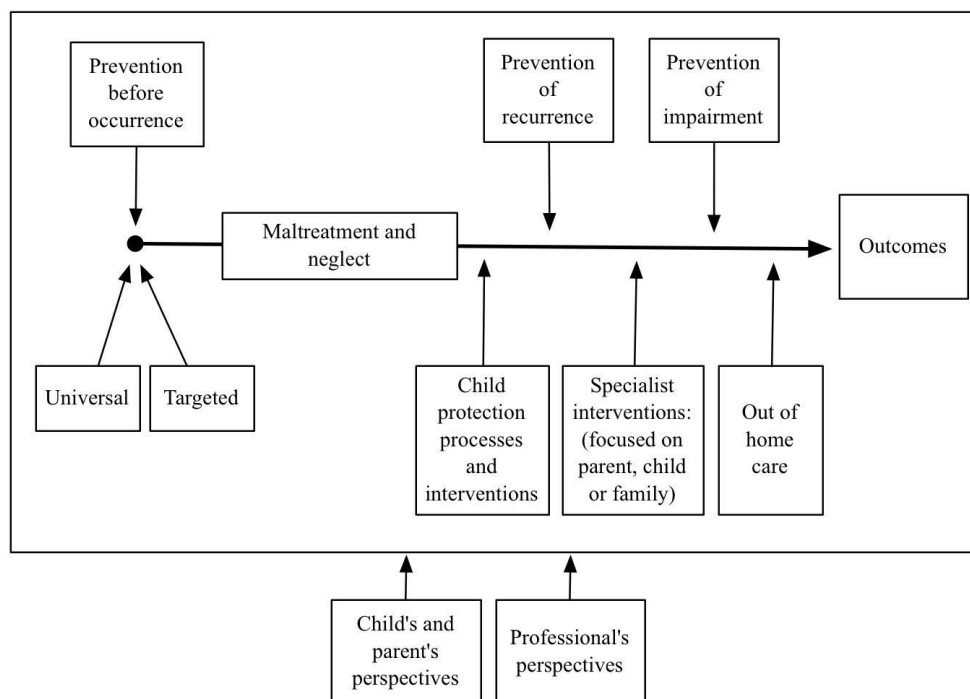 Prevention
before
occurrence
Prevention
of
recurrence
Prevention
of
impairment
Maltreatment and
neglect
Outcomes
Universal
Targeted
Child
protection
processes
and
interventions
Specialist
interventions:
(focused on
parent, child
or family)
Out of
home
care
Child's and
parent's
perspectives
Professional's
perspectives